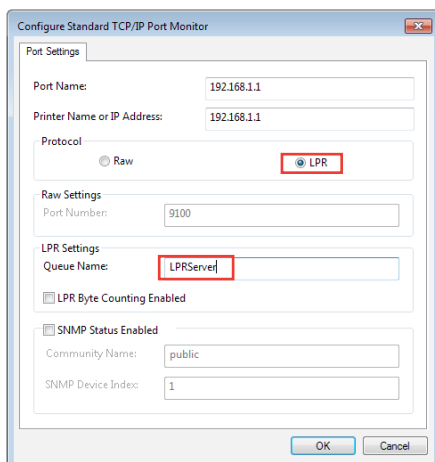 Configure Standard TCP/IP Port Monitor
Port Settings
Port Name: 192.168.1.1
Printer Name or IP Address: 192.168.1.1
Protocol
Raw LPR
Raw Settings
Port Number: 9100
LPR Settings
Queue Name: LPRServer
LPR Byte Counting Enabled
SNMP Status Enabled
Community Name: public
SNMP Device Index: 1
OK Cancel